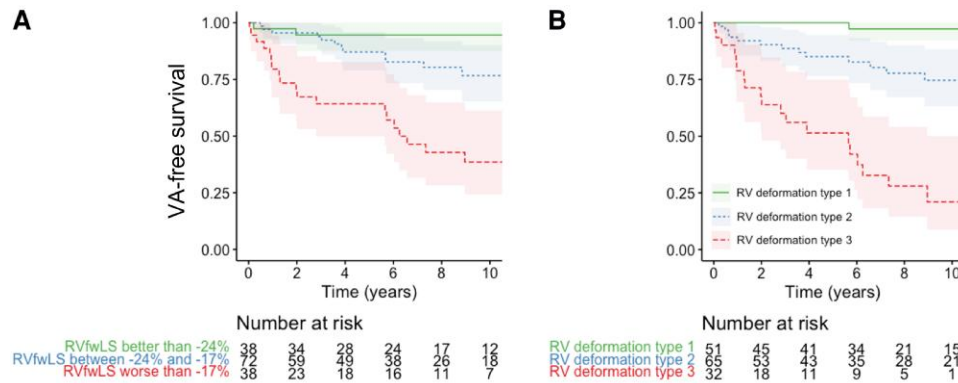 A
VA-free survival
1.00
0.75
0.50
0.25
0.00
0 2 4 6 8 10
Time (years)
Number at risk
RVfwLS better than -24% 38 34 28 24 17 12
RVfwLS between -24% and -17% 72 59 49 38 26 18
RVfwLS worse than -17% 38 23 18 16 11 7
B
1.00
0.75
0.50
0.25
0.00
RV deformation type 1
RV deformation type 2
RV deformation type 3
0 2 4 6 8 10
Time (years)
Number at risk
RV deformation type 1 51 45 41 34 21 15
RV deformation type 2 65 53 43 35 28 21
RV deformation type 3 32 18 11 9 5 1